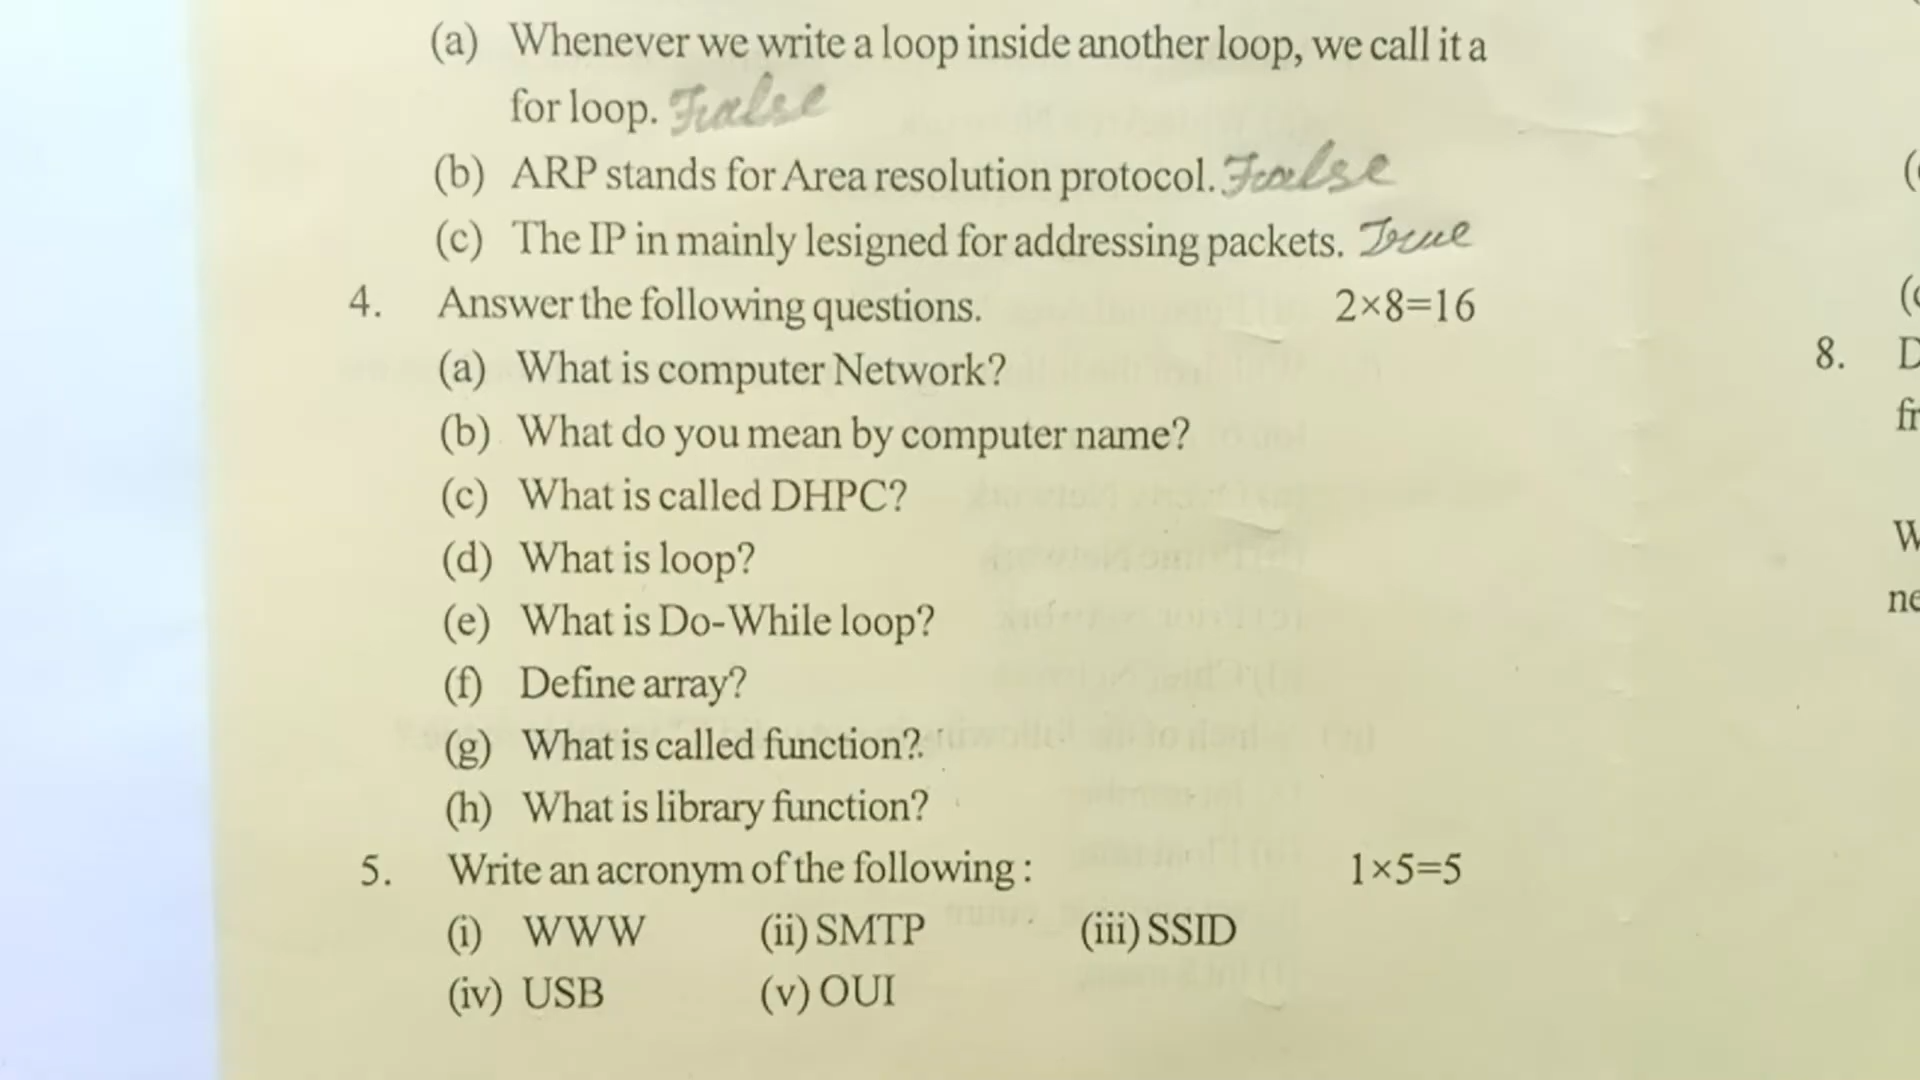 (a) Whenever we write a loop inside another loop, we call it a
for loop. False
(b) ARP stands for Area resolution protocol. False
(c) The IP in mainly lesigned for addressing packets. True
4. Answer the following questions. 2×8=16
(a) What is computer Network?
(b) What do you mean by computer name?
(c) What is called DHPC?
(d) What is loop?
(e) What is Do-While loop?
(f) Define array?
(g) What is called function?
(h) What is library function?
5. Write an acronym of the following : 1×5=5
(i) WWW (ii) SMTP (iii) SSID
(iv) USB (v) OUI
8.